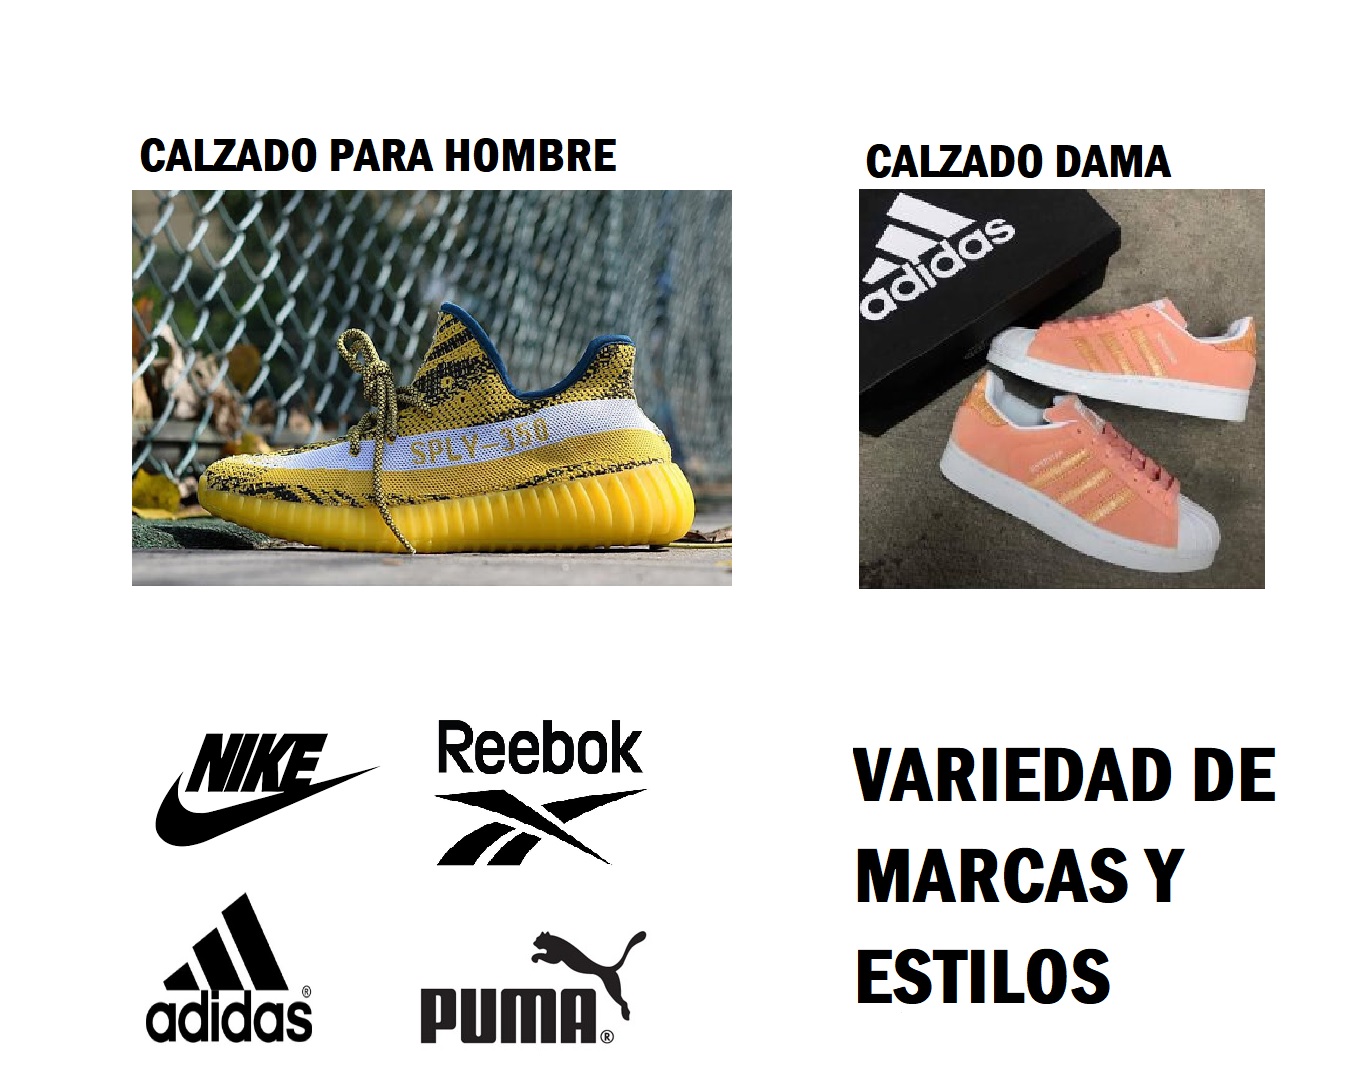 CALZADO PARA HOMBRE
CALZADO DAMA
SPLY-350
adidas
NIKE
Reebok
adidas®
PUMA®
VARIEDAD DE
MARCAS Y
ESTILOS